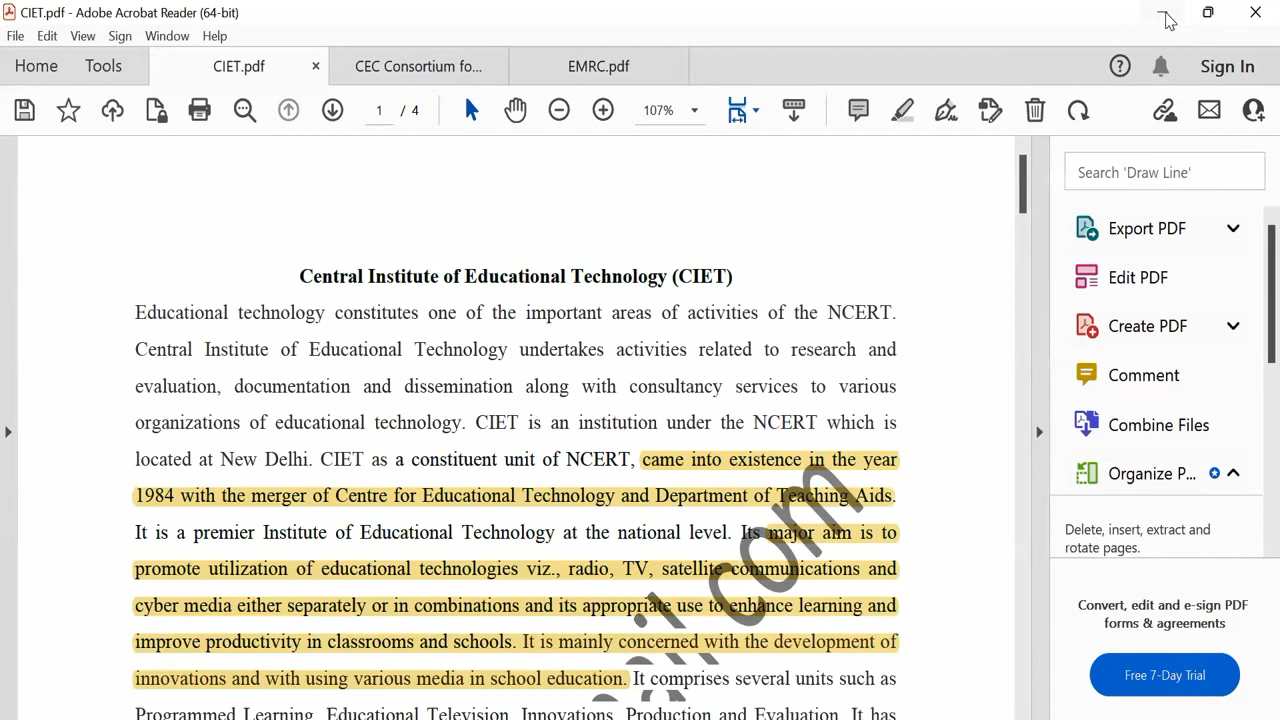 CIET.pdf - Adobe Acrobat Reader (64-bit)
File Edit View Sign Window Help
Home Tools CIET.pdf × CEC Consortium fo... EMRC.pdf Sign In
1 / 4 107%
Search 'Draw Line'
Export PDF
Edit PDF
Create PDF
Comment
Combine Files
Organize P...
Delete, insert, extract and
rotate pages.
Convert, edit and e-sign PDF
forms & agreements
Free 7-Day Trial
Central Institute of Educational Technology (CIET)
Educational technology constitutes one of the important areas of activities of the NCERT.
Central Institute of Educational Technology undertakes activities related to research and
evaluation, documentation and dissemination along with consultancy services to various
organizations of educational technology. CIET is an institution under the NCERT which is
located at New Delhi. CIET as a constituent unit of NCERT, came into existence in the year
1984 with the merger of Centre for Educational Technology and Department of Teaching Aids.
It is a premier Institute of Educational Technology at the national level. Its major aim is to
promote utilization of educational technologies viz., radio, TV, satellite communications and
cyber media either separately or in combinations and its appropriate use to enhance learning and
improve productivity in classrooms and schools. It is mainly concerned with the development of
innovations and with using various media in school education. It comprises several units such as
Programmed Learning, Educational Television, Innovations, Production and Evaluation. It has